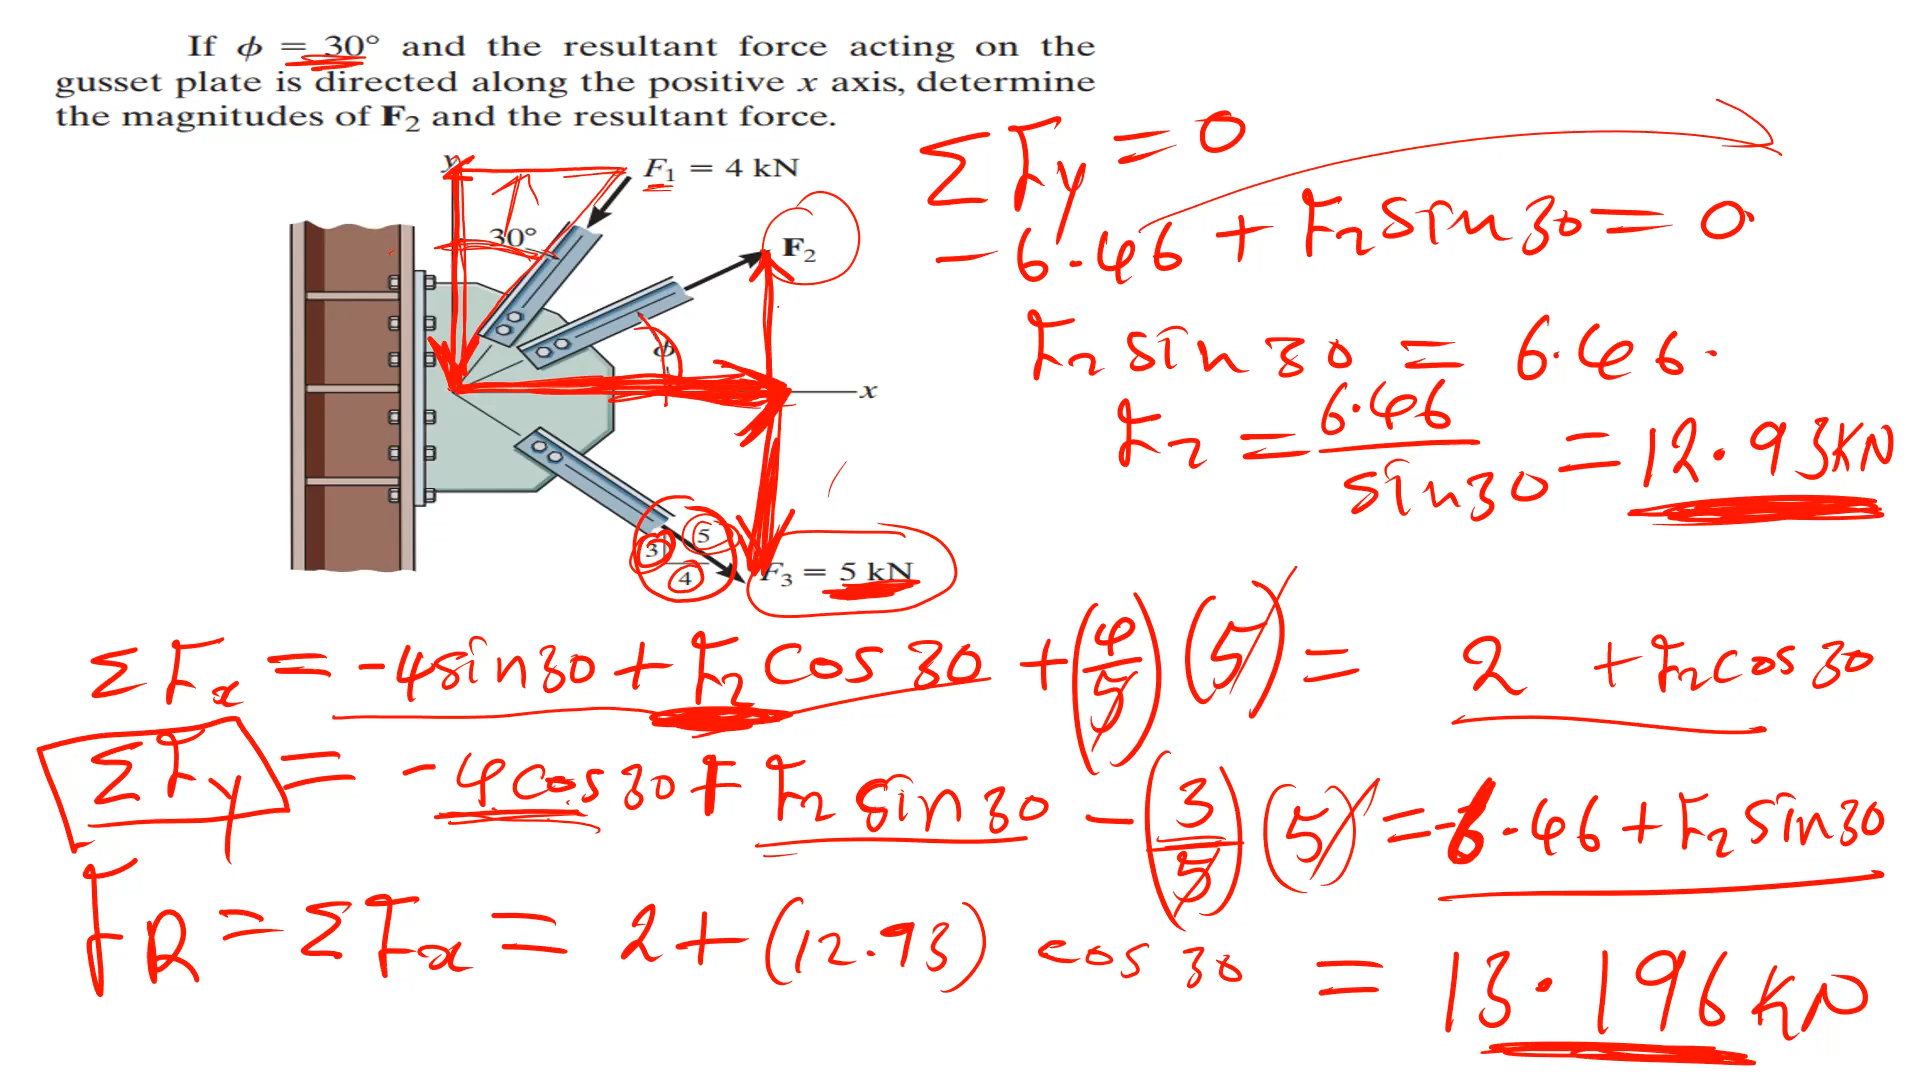 If ϕ = 30° and the resultant force acting on the
gusset plate is directed along the positive x axis, determine
the magnitudes of F₂ and the resultant force.
y
F₁ = 4 kN
30°
F₂
ϕ
x
5
3
4
F₃ = 5 kN
ΣFy = 0
-6.46 + F₂ sin 30 = 0
F₂ sin 30 = 6.46.
F₂ = 6.46 / sin 30 = 12.93 KN
ΣFx = -4 sin 30 + F₂ cos 30 + (4/5) (5) = 2 + F₂ cos 30
ΣFy = -4 cos 30 + F₂ sin 30 - (3/5) (5) = -6.46 + F₂ sin 30
FR = ΣFx = 2 + (12.93) cos 30 = 13.196 KN